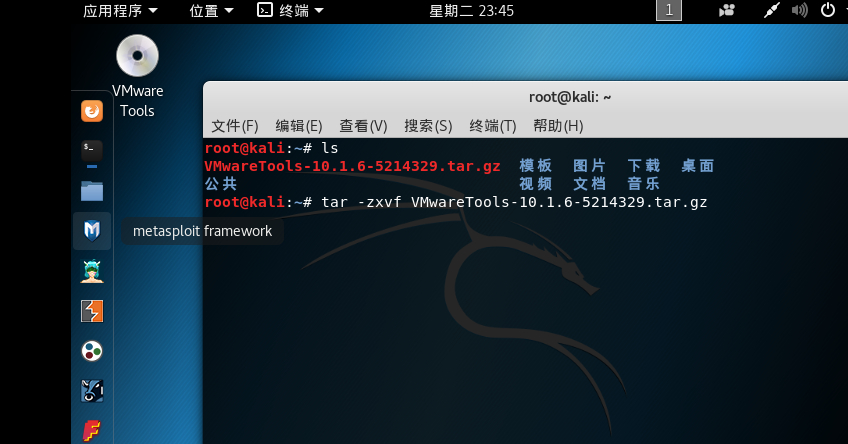 应用程序 位置 终端 星期二 23:45 1
VMware
Tools
root@kali: ~
文件(F) 编辑(E) 查看(V) 搜索(S) 终端(T) 帮助(H)
root@kali:~# ls
VMwareTools-10.1.6-5214329.tar.gz 模板 图片 下载 桌面
公共 视频 文档 音乐
root@kali:~# tar -zxvf VMwareTools-10.1.6-5214329.tar.gz
metasploit framework